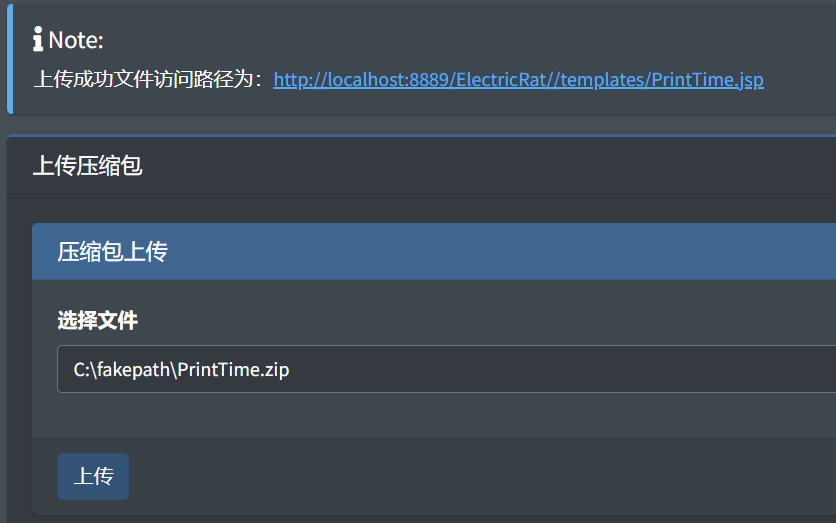 Note:
上传成功文件访问路径为：http://localhost:8889/ElectricRat//templates/PrintTime.jsp
上传压缩包
压缩包上传
选择文件
C:\fakepath\PrintTime.zip
上传